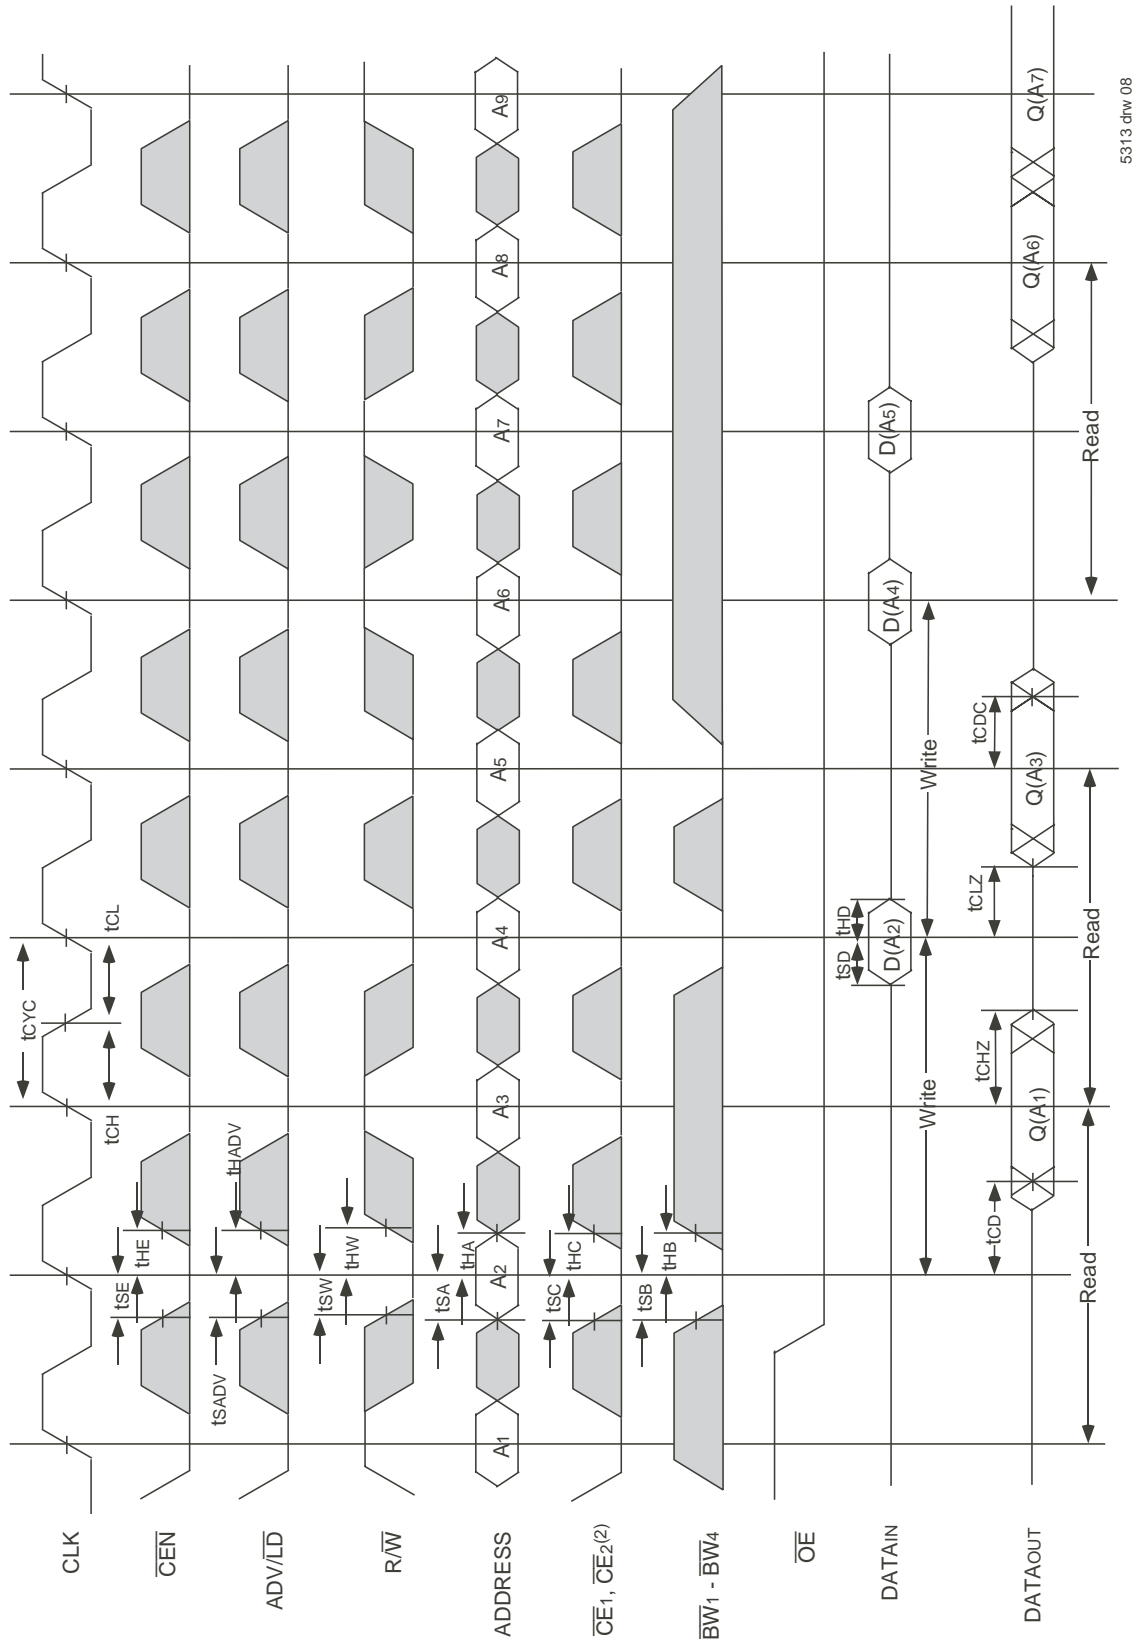 tCYC
tCH tCL
CLK
tSE tHE
CEN
tSADV tHADV
ADV/LD
tSW tHW
R/W
tSA tHA
ADDRESS A1 A2 A3 A4 A5 A6 A7 A8 A9
tSC tHC
CE1, CE2(2)
tSB tHB
BW1 - BW4
OE
tSD tHD
DATAIN D(A2) D(A4) D(A5)
Write Write
tCD tCHZ tCLZ tCDC
DATAOUT Q(A1) Q(A3) Q(A6) Q(A7)
Read Read Read
5313 drw 08